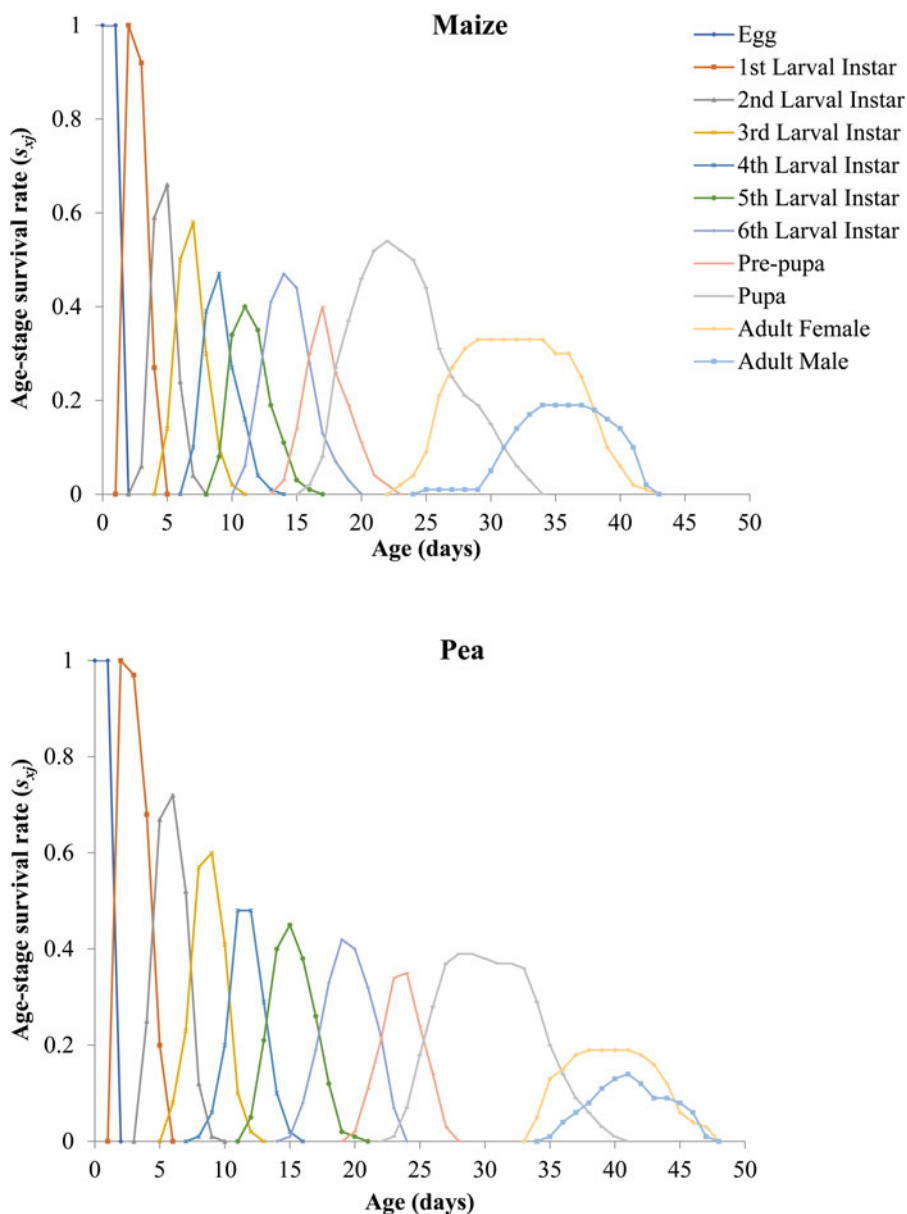 Maize
Age-stage survival rate (sxj)
1
0.8
0.6
0.4
0.2
0
0 5 10 15 20 25 30 35 40 45 50
Age (days)
Egg
1st Larval Instar
2nd Larval Instar
3rd Larval Instar
4th Larval Instar
5th Larval Instar
6th Larval Instar
Pre-pupa
Pupa
Adult Female
Adult Male
Pea
Age-stage survival rate (sxj)
1
0.8
0.6
0.4
0.2
0
0 5 10 15 20 25 30 35 40 45 50
Age (days)